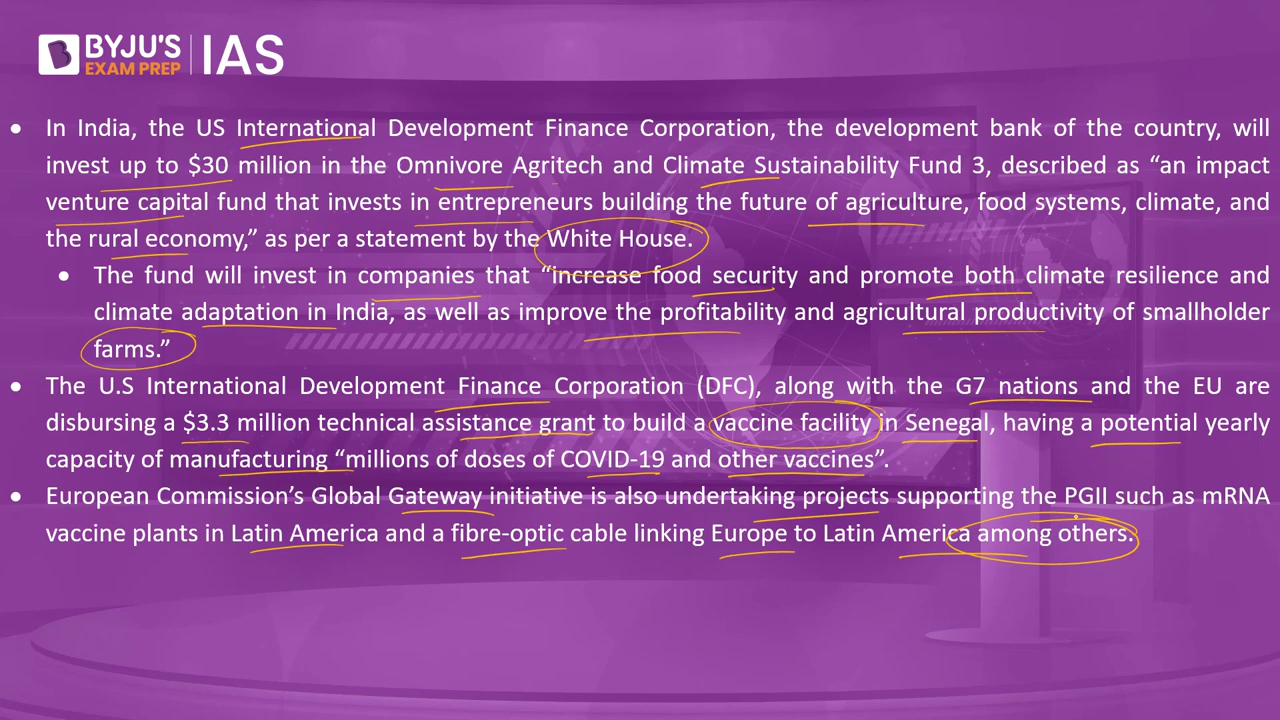 BYJU'S
EXAM PREP
IAS
• In India, the US International Development Finance Corporation, the development bank of the country, will
invest up to $30 million in the Omnivore Agritech and Climate Sustainability Fund 3, described as “an impact
venture capital fund that invests in entrepreneurs building the future of agriculture, food systems, climate, and
the rural economy,” as per a statement by the White House.
• The fund will invest in companies that “increase food security and promote both climate resilience and
climate adaptation in India, as well as improve the profitability and agricultural productivity of smallholder
farms.”
• The U.S International Development Finance Corporation (DFC), along with the G7 nations and the EU are
disbursing a $3.3 million technical assistance grant to build a vaccine facility in Senegal, having a potential yearly
capacity of manufacturing “millions of doses of COVID-19 and other vaccines”.
• European Commission’s Global Gateway initiative is also undertaking projects supporting the PGII such as mRNA
vaccine plants in Latin America and a fibre-optic cable linking Europe to Latin America among others.